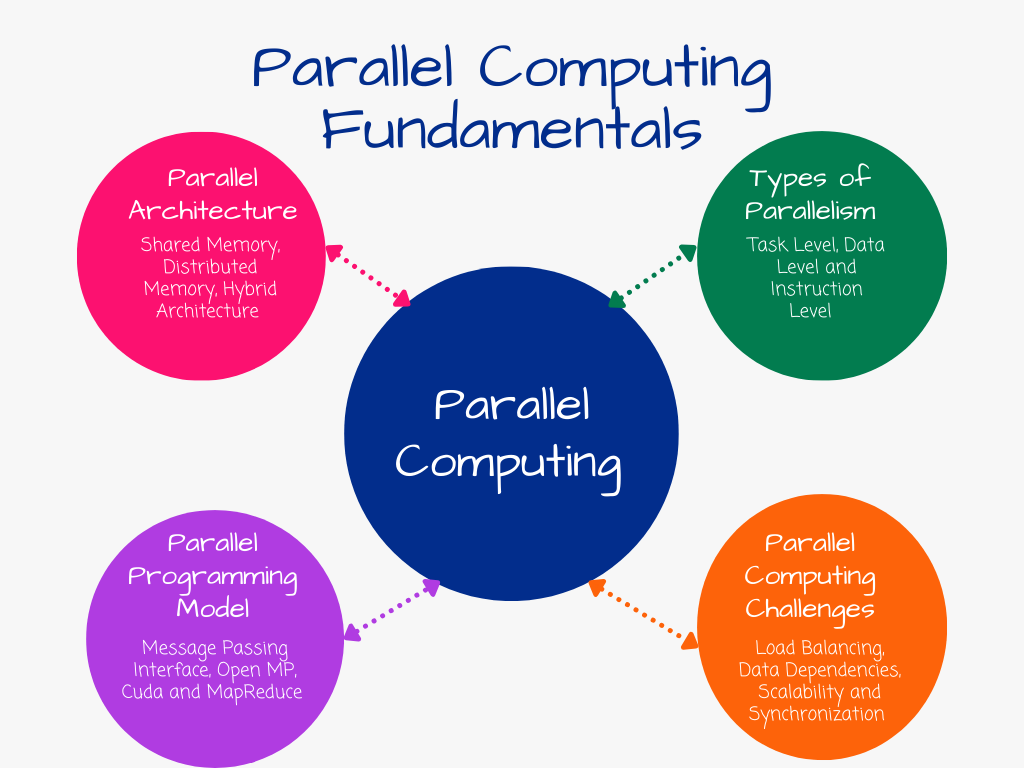 Parallel Computing
Fundamentals
Parallel
Architecture
Shared Memory,
Distributed
Memory, Hybrid
Architecture
Types of
Parallelism
Task Level, Data
Level and
Instruction
Level
Parallel
Computing
Parallel
Programming
Model
Message Passing
Interface, Open MP,
Cuda and MapReduce
Parallel
Computing
Challenges
Load Balancing,
Data Dependencies,
Scalability and
Synchronization